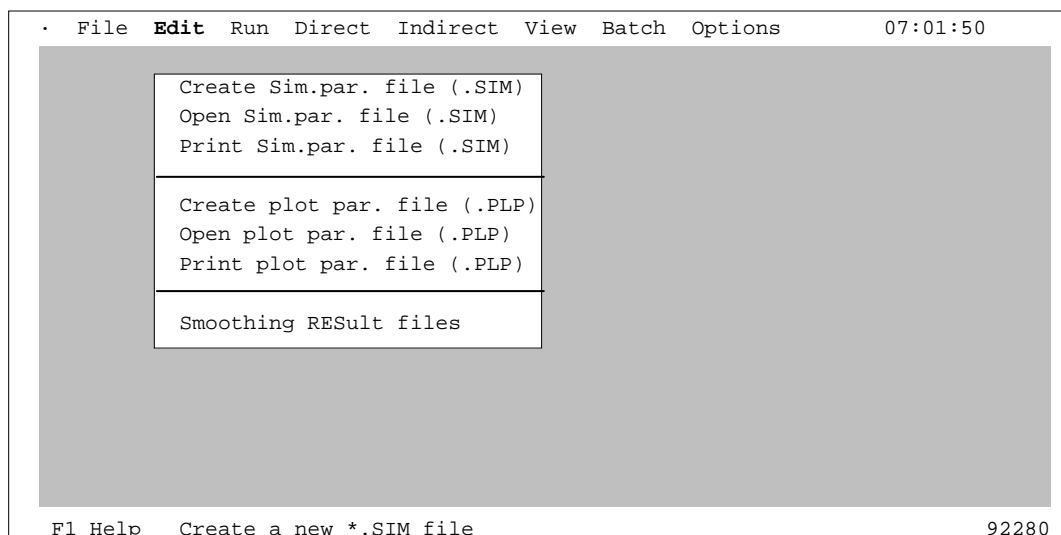 · File Edit Run Direct Indirect View Batch Options 07:01:50
Create Sim.par. file (.SIM)
Open Sim.par. file (.SIM)
Print Sim.par. file (.SIM)
Create plot par. file (.PLP)
Open plot par. file (.PLP)
Print plot par. file (.PLP)
Smoothing RESult files
F1 Help Create a new *.SIM file 92280